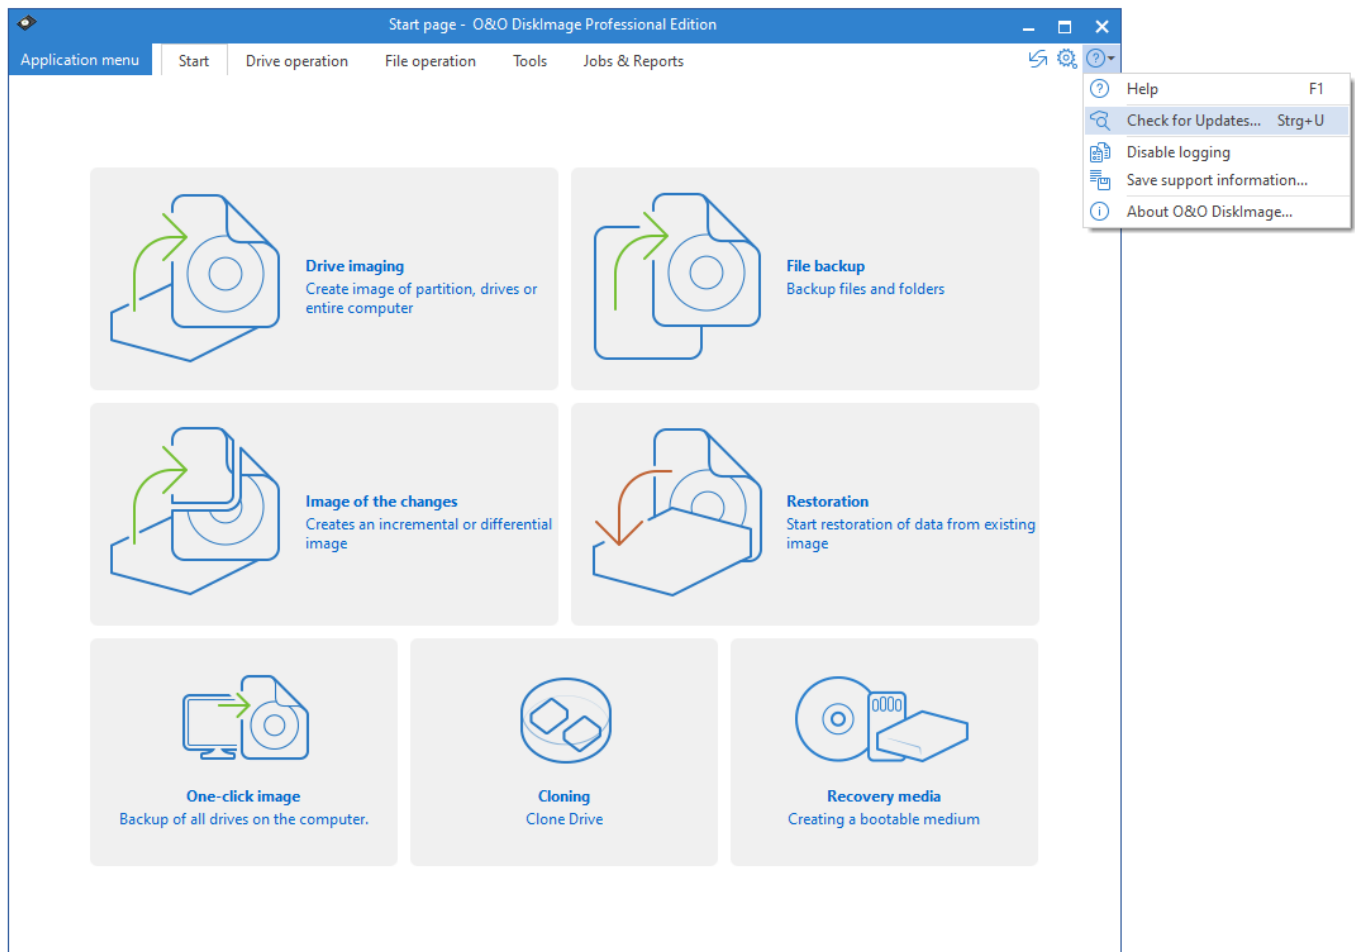 Start page - O&O DiskImage Professional Edition
Application menu Start Drive operation File operation Tools Jobs & Reports
Help F1
Check for Updates... Strg+U
Disable logging
Save support information...
About O&O DiskImage...
Drive imaging
Create image of partition, drives or
entire computer
File backup
Backup files and folders
Image of the changes
Creates an incremental or differential
image
Restoration
Start restoration of data from existing
image
One-click image
Backup of all drives on the computer.
Cloning
Clone Drive
Recovery media
Creating a bootable medium